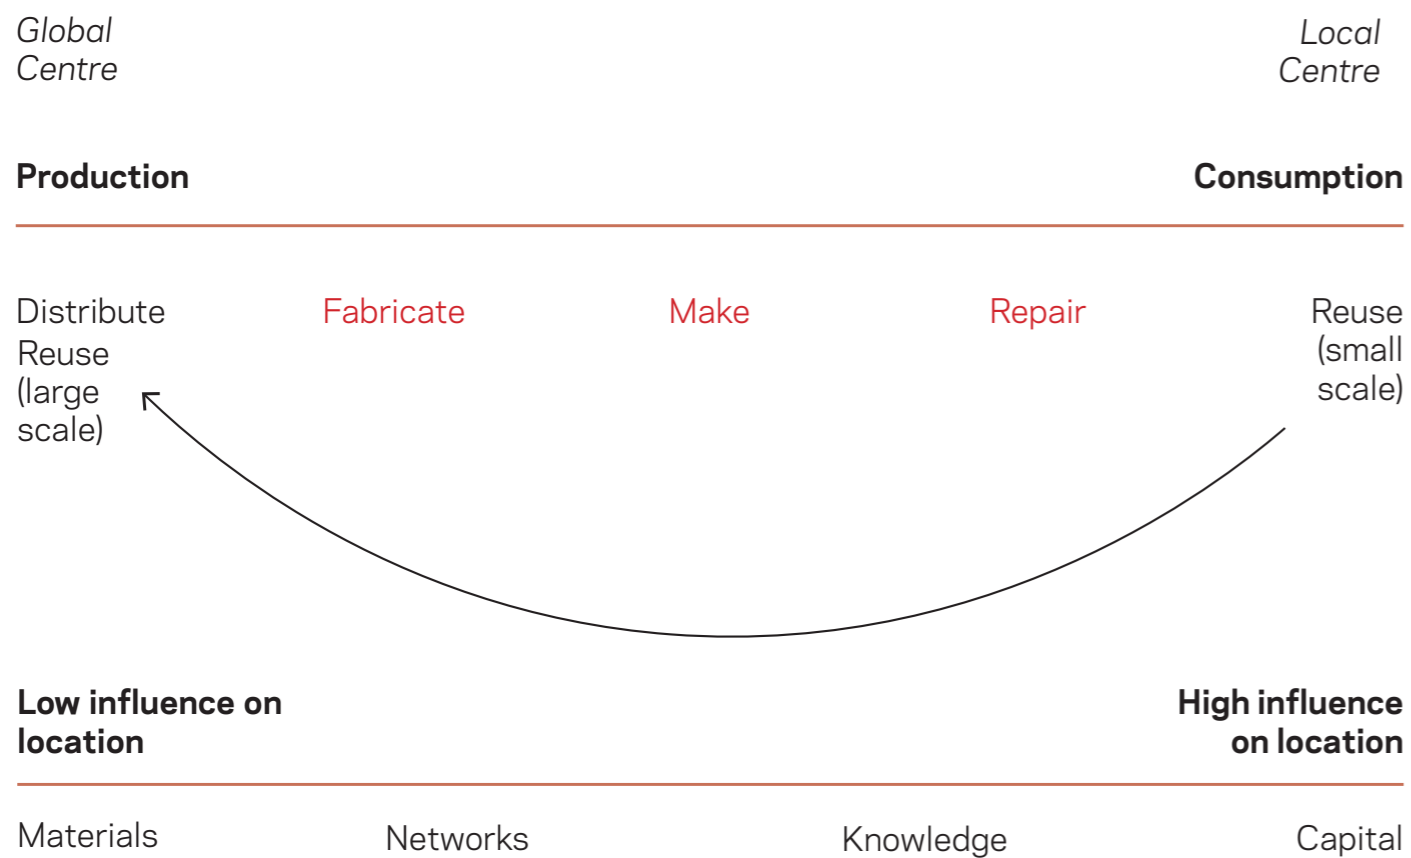 Global
Centre
Local
Centre
Production
Consumption
Distribute
Reuse
(large
scale)
Fabricate
Make
Repair
Reuse
(small
scale)
Low influence on
location
High influence
on location
Materials
Networks
Knowledge
Capital